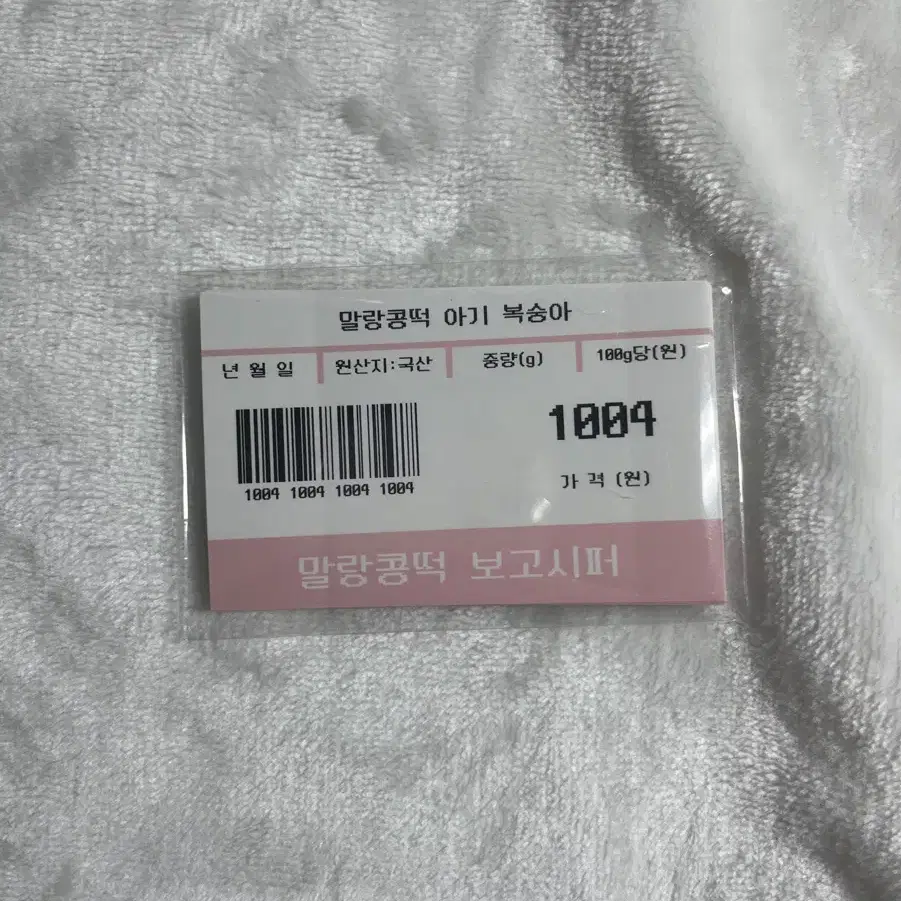 말랑콩떡 아기 복숭아
년 월 일 원산지:국산 중량(g) 100g당(원)
1004
1004 1004 1004 1004
가 격 (원)
말랑콩떡 보고시퍼